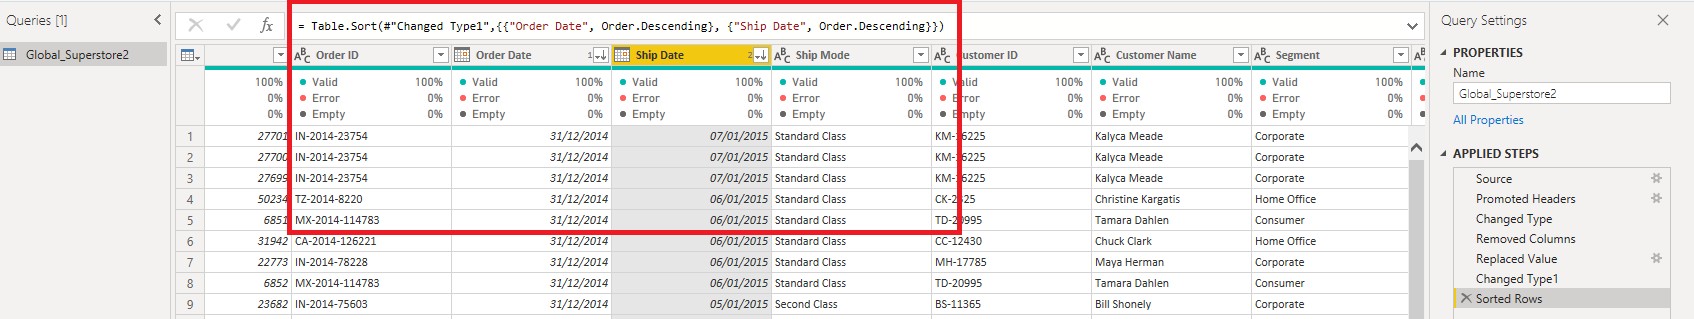 Queries [1]
Global_Superstore2
fx
= Table.Sort(#"Changed Type1",{{"Order Date", Order.Descending}, {"Ship Date", Order.Descending}})
ABC Order ID Order Date 1 Ship Date 2 ABC Ship Mode ABC Customer ID ABC Customer Name ABC Segment
100% Valid 100% Valid 100% Valid 100% Valid 100% Valid 100% Valid 100% Valid 100%
0% Error 0% Error 0% Error 0% Error 0% Error 0% Error 0% Error 0%
0% Empty 0% Empty 0% Empty 0% Empty 0% Empty 0% Empty 0% Empty 0%
1 27701 IN-2014-23754 31/12/2014 07/01/2015 Standard Class KM-16225 Kalyca Meade Corporate
2 27700 IN-2014-23754 31/12/2014 07/01/2015 Standard Class KM-16225 Kalyca Meade Corporate
3 27699 IN-2014-23754 31/12/2014 07/01/2015 Standard Class KM-16225 Kalyca Meade Corporate
4 50234 TZ-2014-8220 31/12/2014 06/01/2015 Standard Class Christine Kargatis Home Office
5 6851 MX-2014-114783 31/12/2014 06/01/2015 Standard Class TD-20995 Tamara Dahlen Consumer
6 31942 CA-2014-126221 31/12/2014 06/01/2015 Standard Class CC-12430 Chuck Clark Home Office
7 22773 IN-2014-78228 31/12/2014 06/01/2015 Standard Class MH-17785 Maya Herman Corporate
8 6852 MX-2014-114783 31/12/2014 06/01/2015 Standard Class TD-20995 Tamara Dahlen Consumer
9 23682 IN-2014-75603 31/12/2014 05/01/2015 Second Class BS-11365 Bill Shonely Corporate
Query Settings
PROPERTIES
Name
Global_Superstore2
All Properties
APPLIED STEPS
Source
Promoted Headers
Changed Type
Removed Columns
Replaced Value
Changed Type1
Sorted Rows